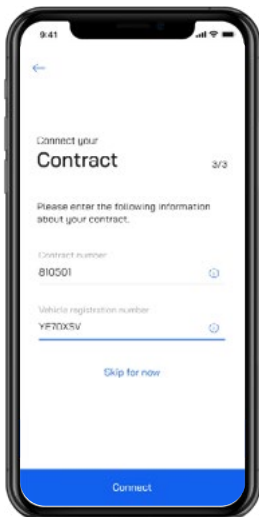 9:41
Connect your
Contract
3/3
Please enter the following information
about your contract.
Contract number
810501
Vehicle registration number
YF70XSV
Skip for now
Connect